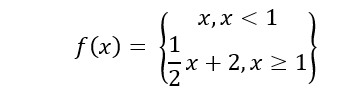 f(x) = { x, x < 1
1/2 x + 2, x ≥ 1 }